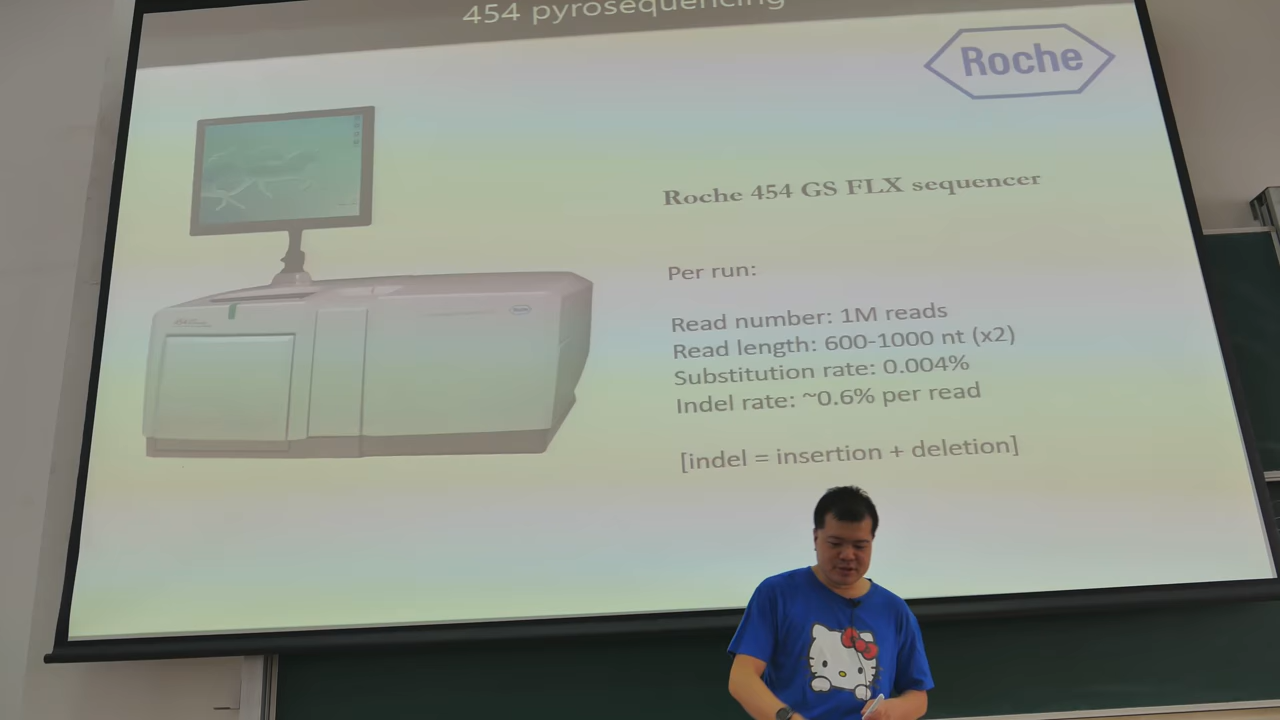 454 pyrosequencing
Roche
Roche 454 GS FLX sequencer
Per run:
Read number: 1M reads
Read length: 600-1000 nt (x2)
Substitution rate: 0.004%
Indel rate: ~0.6% per read
[indel = insertion + deletion]
Roche